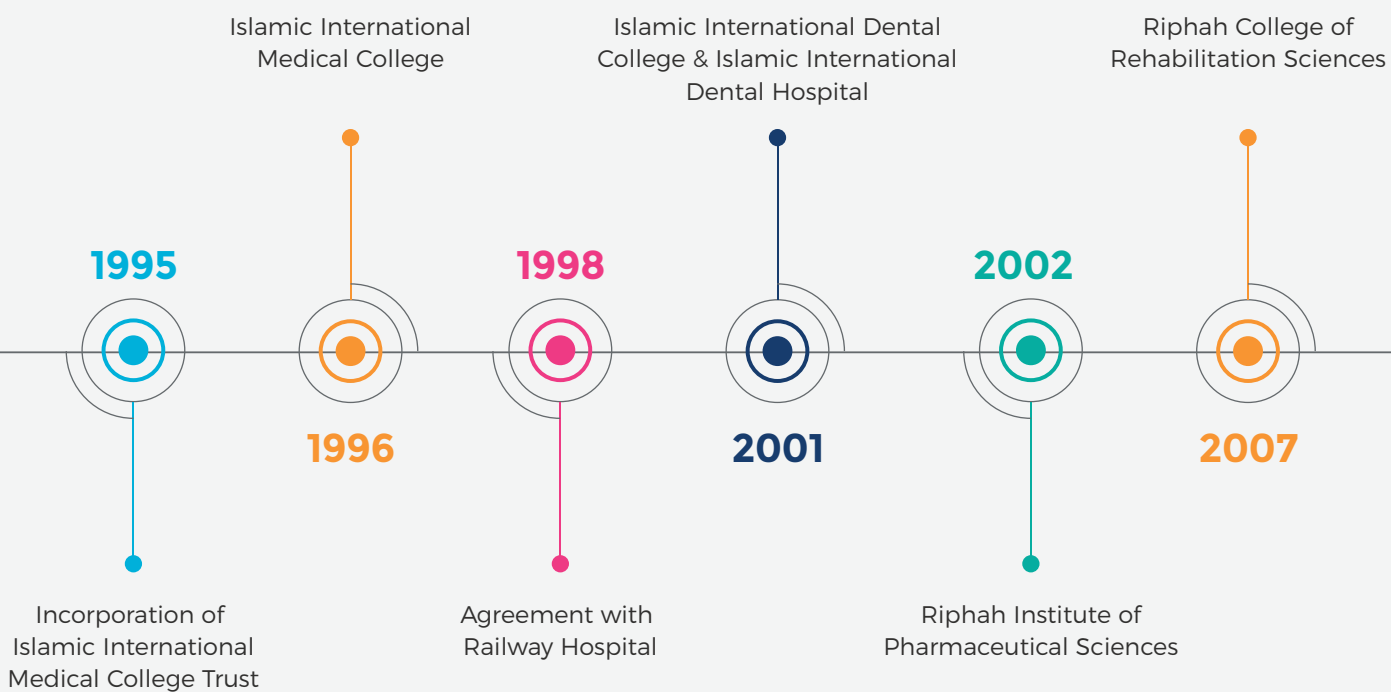 Islamic International
Medical College
Islamic International Dental
College & Islamic International
Dental Hospital
Riphah College of
Rehabilitation Sciences
1995
1998
2002
1996
2001
2007
Incorporation of
Islamic International
Medical College Trust
Agreement with
Railway Hospital
Riphah Institute of
Pharmaceutical Sciences